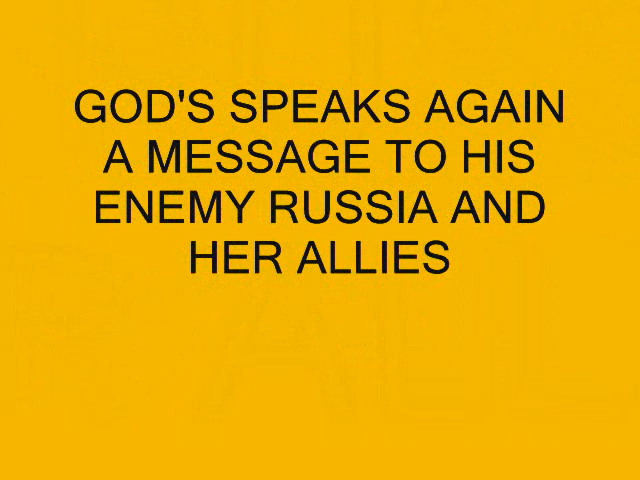 GOD'S SPEAKS AGAIN
A MESSAGE TO HIS
ENEMY RUSSIA AND
HER ALLIES